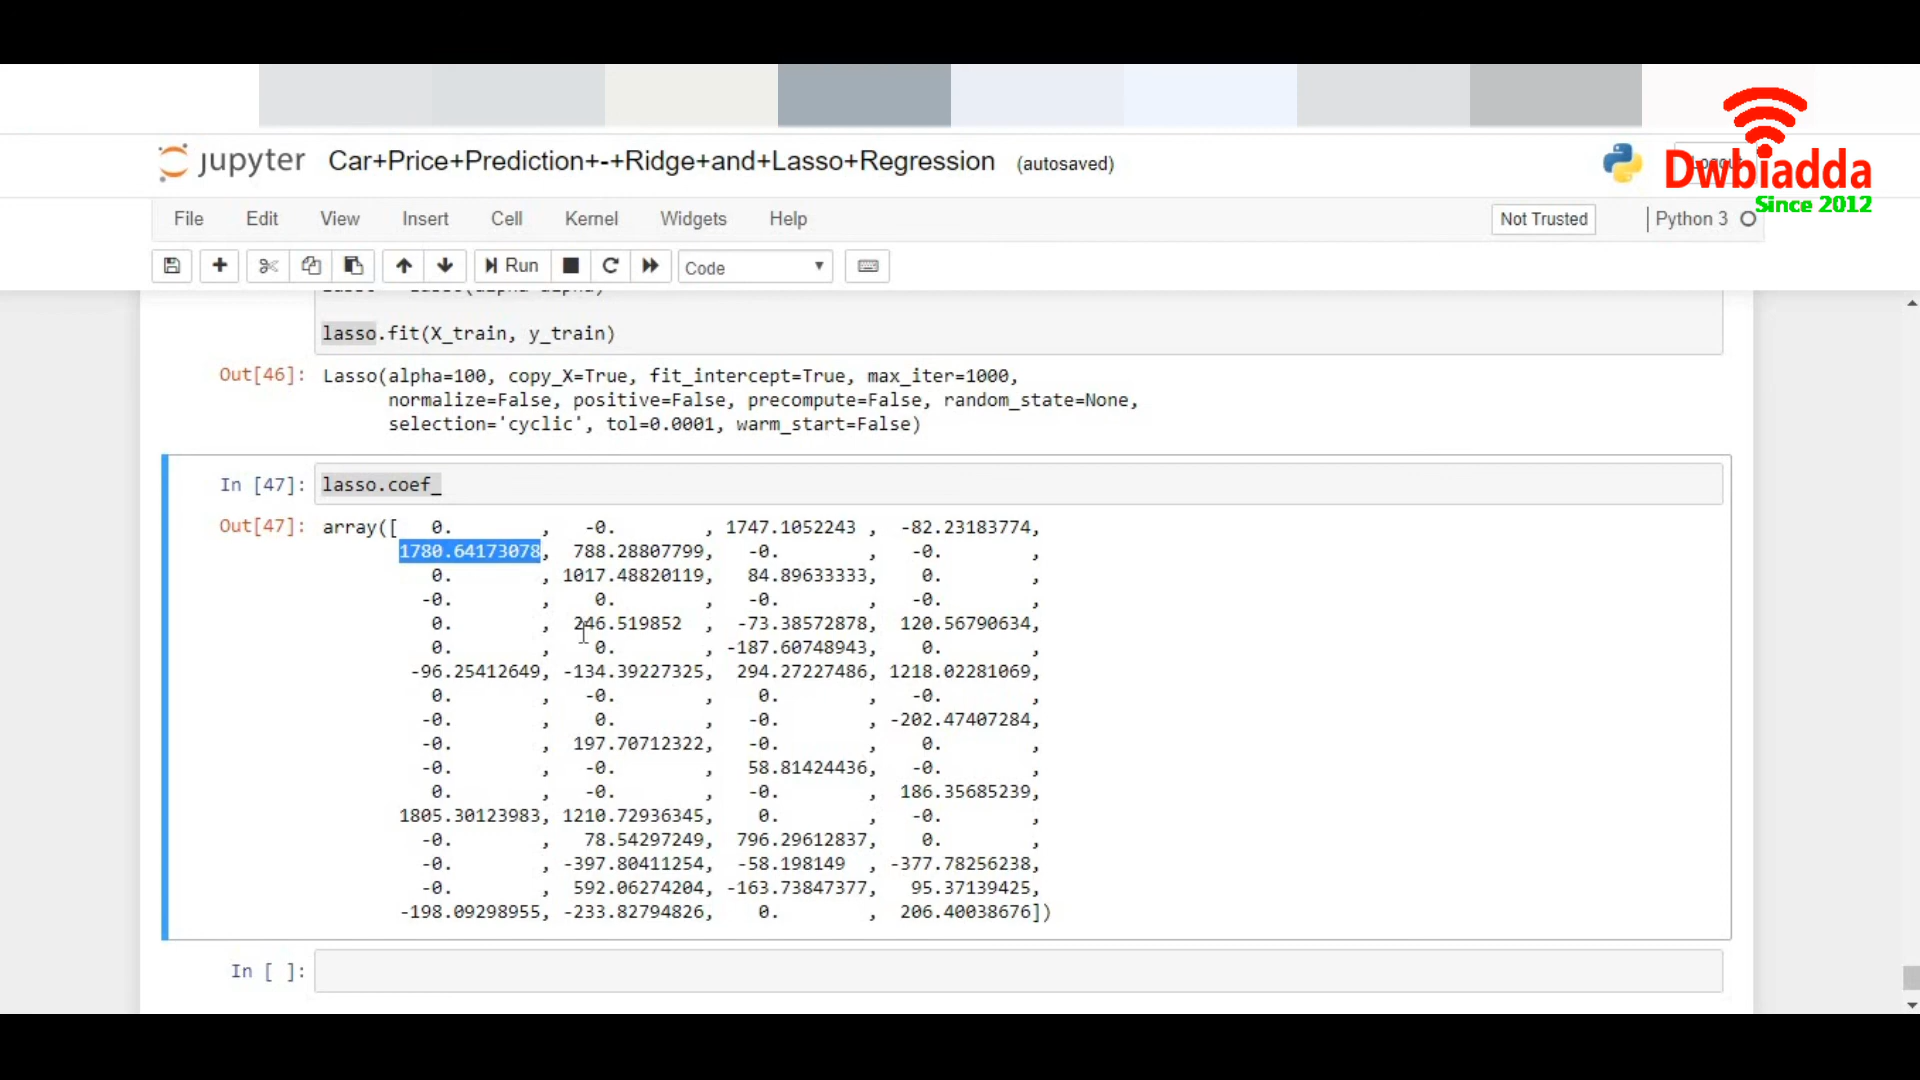 jupyter Car+Price+Prediction+-+Ridge+and+Lasso+Regression (autosaved)
Dwbiadda
Since 2012
File Edit View Insert Cell Kernel Widgets Help Not Trusted Python 3
Run Code
lasso.fit(X_train, y_train)
Out[46]: Lasso(alpha=100, copy_X=True, fit_intercept=True, max_iter=1000,
normalize=False, positive=False, precompute=False, random_state=None,
selection='cyclic', tol=0.0001, warm_start=False)
In [47]: lasso.coef_
Out[47]: array([ 0. , -0. , 1747.1052243 , -82.23183774,
1780.64173078, 788.28807799, -0. , -0. ,
0. , 1017.48820119, 84.89633333, 0. ,
-0. , 0. , -0. , -0. ,
0. , 246.519852 , -73.38572878, 120.56790634,
0. , 0. , -187.60748943, 0. ,
-96.25412649, -134.39227325, 294.27227486, 1218.02281069,
0. , -0. , 0. , -0. ,
-0. , 0. , -0. , -202.47407284,
-0. , 197.70712322, -0. , 0. ,
-0. , -0. , 58.81424436, -0. ,
0. , -0. , -0. , 186.35685239,
1805.30123983, 1210.72936345, 0. , -0. ,
-0. , 78.54297249, 796.29612837, 0. ,
-0. , -397.80411254, -58.198149 , -377.78256238,
-0. , 592.06274204, -163.73847377, 95.37139425,
-198.09298955, -233.82794826, 0. , 206.40038676])
In [ ]: